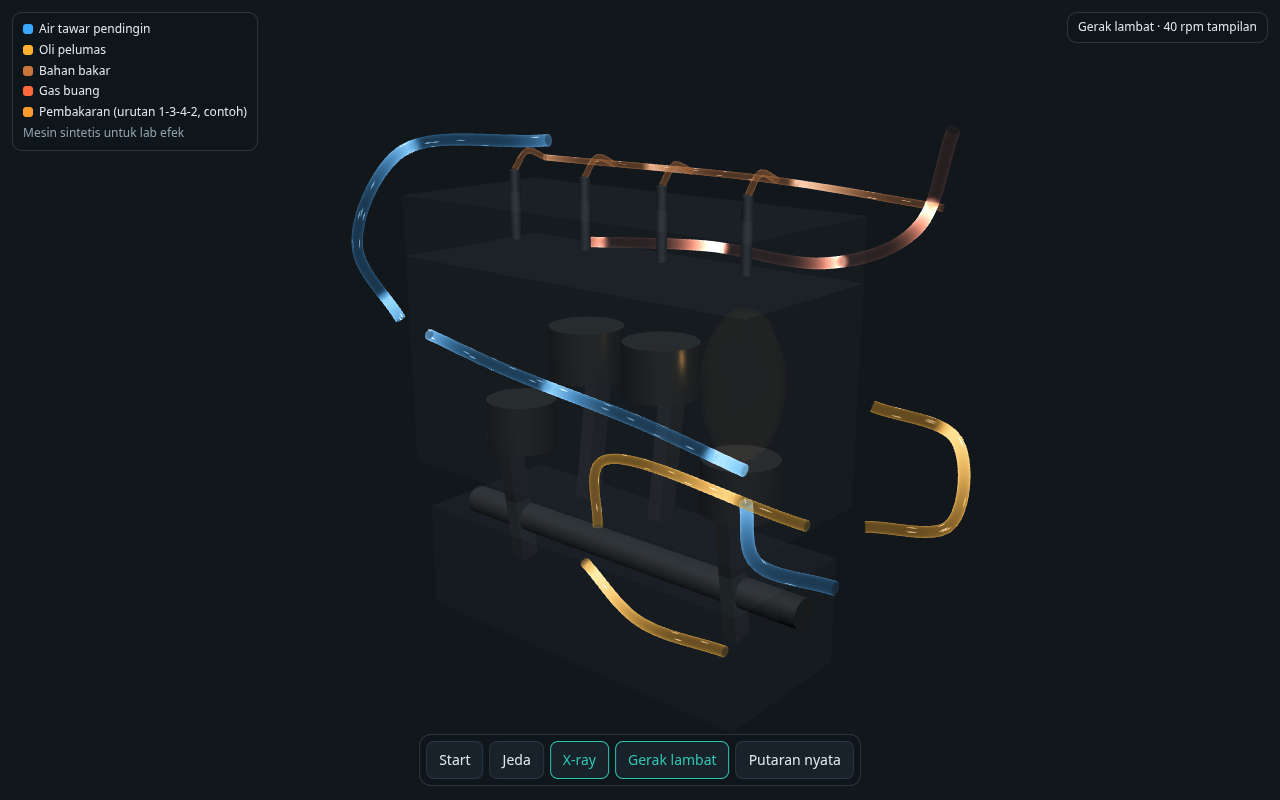 Air tawar pendingin
Oli pelumas
Bahan bakar
Gas buang
Pembakaran (urutan 1-3-4-2, contoh)
Mesin sintetis untuk lab efek
Gerak lambat · 40 rpm tampilan
Start
Jeda
X-ray
Gerak lambat
Putaran nyata